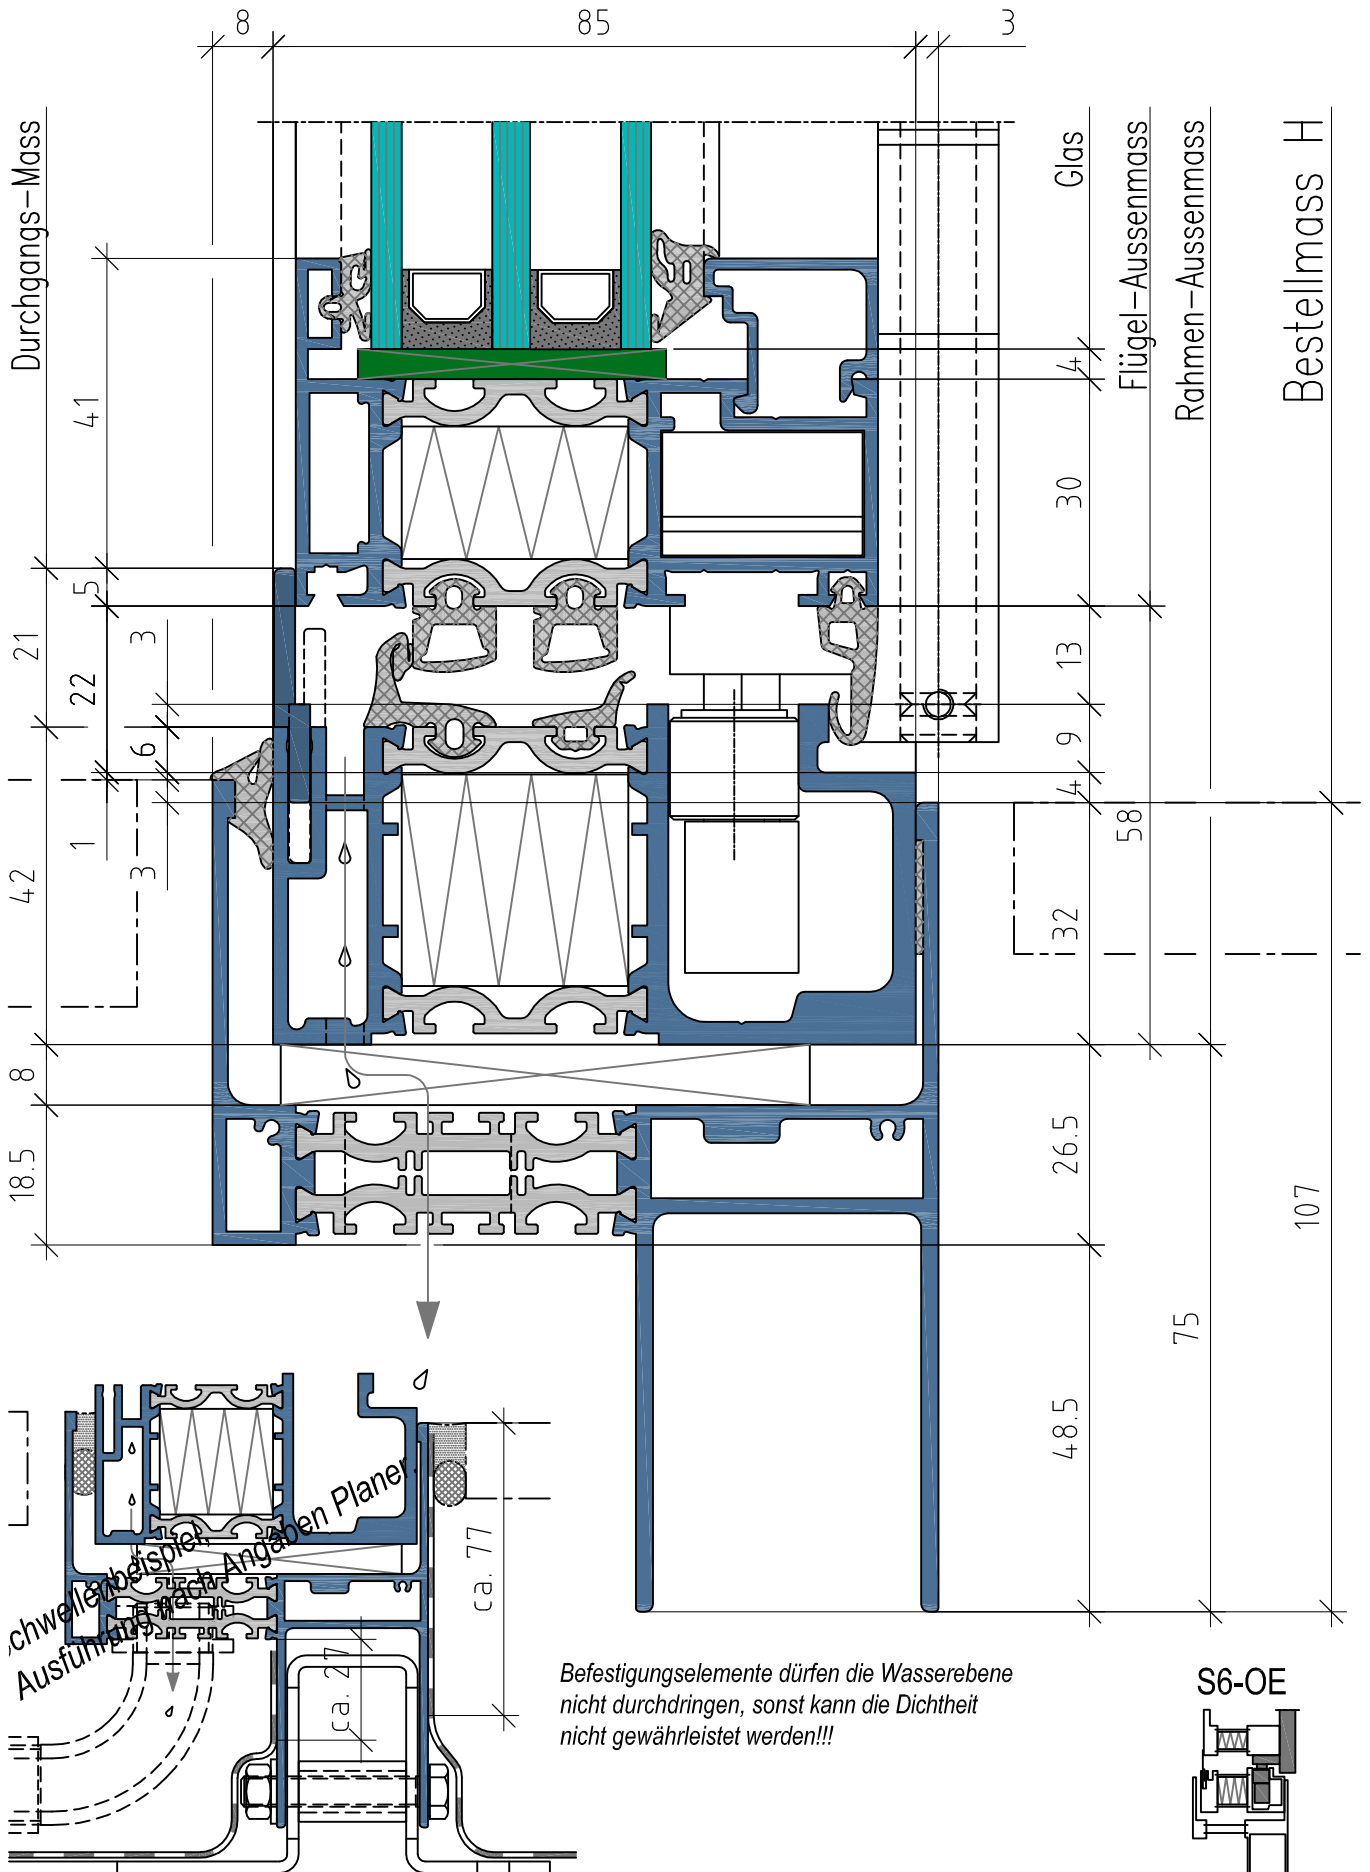 8
85
3
Durchgangs-Mass
Glas
Flügel-Aussenmass
Rahmen-Aussenmass
Bestellmass H
41
5
21
3
22
6
1
3
42
8
18.5
4
30
13
9
4
58
32
26.5
107
75
48.5
chwellenbeispiel,
Ausführung nach Angaben Planer.
ca. 77
ca. 27
Befestigungselemente dürfen die Wasserebene
nicht durchdringen, sonst kann die Dichtheit
nicht gewährleistet werden!!!
S6-OE